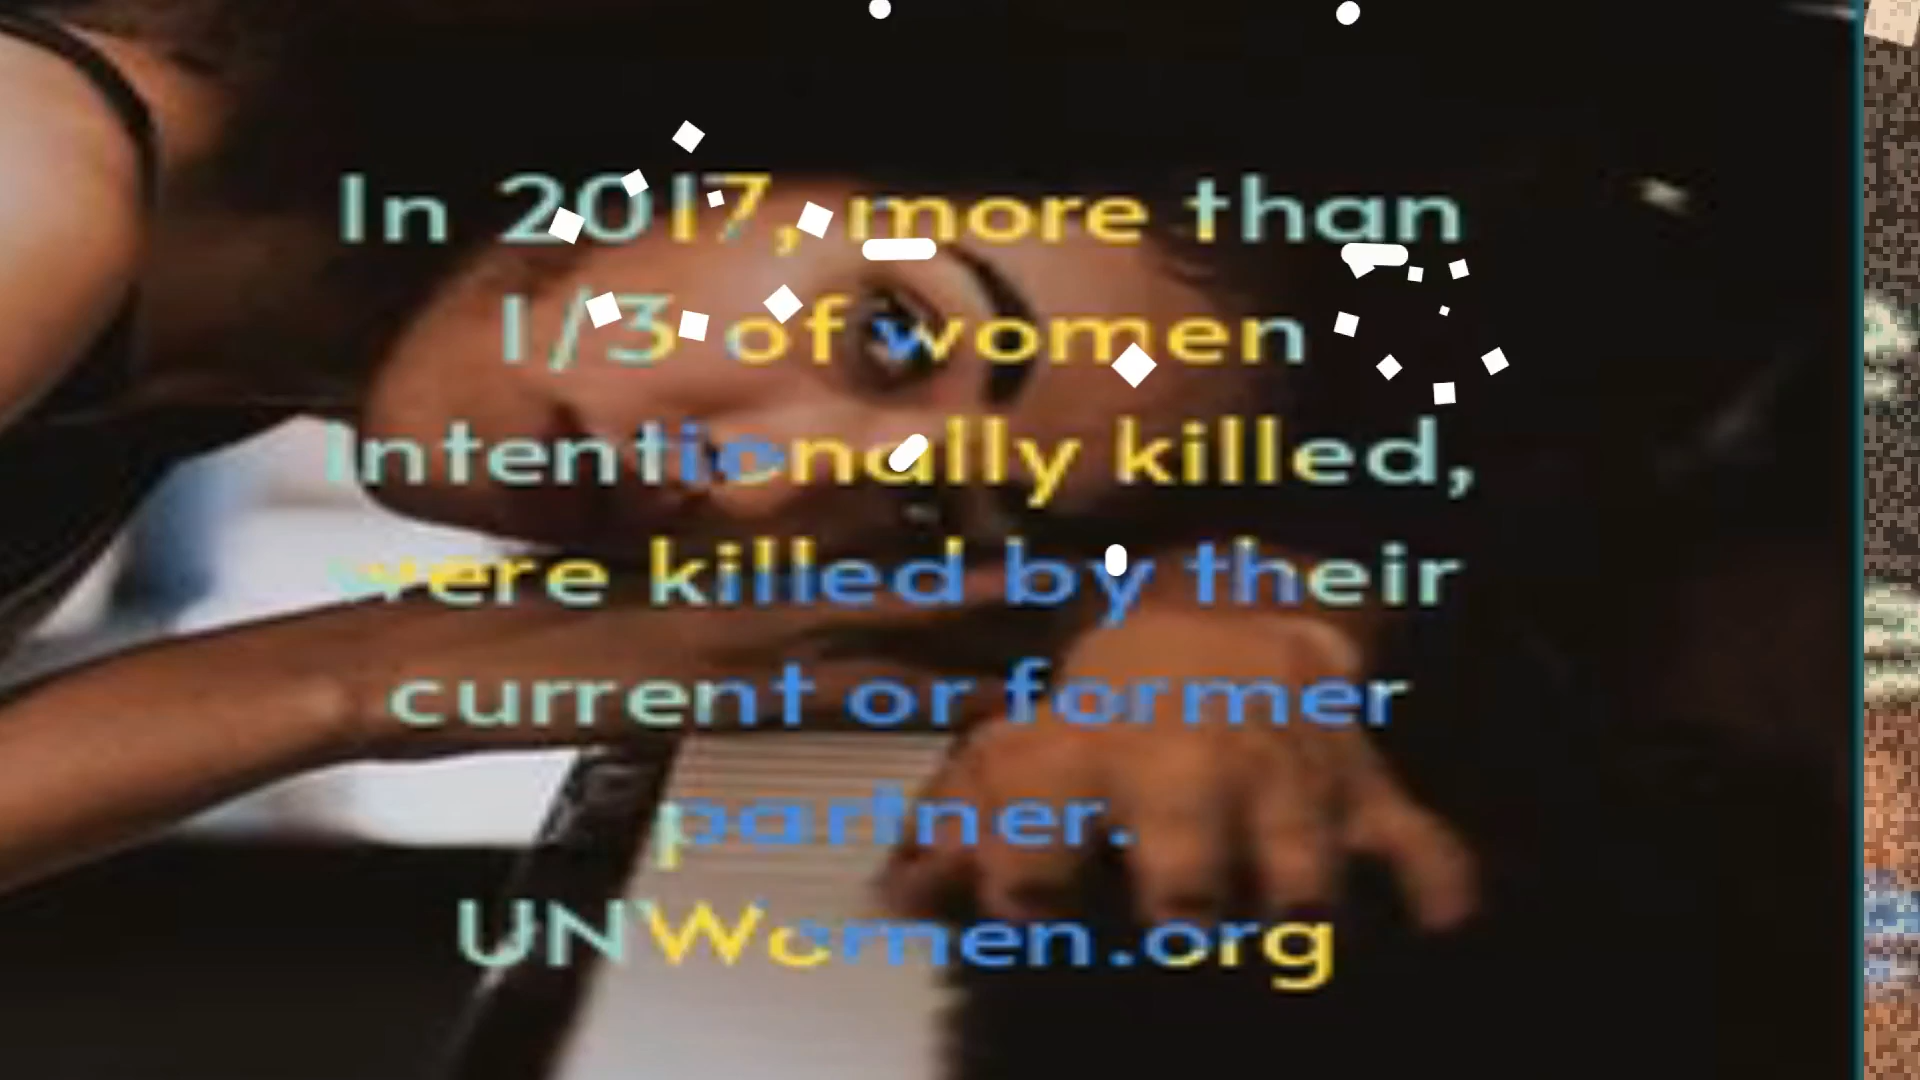 In 2017, more than
1/3 of women
Intentionally killed,
were killed by their
current or former
partner.
UNWomen.org